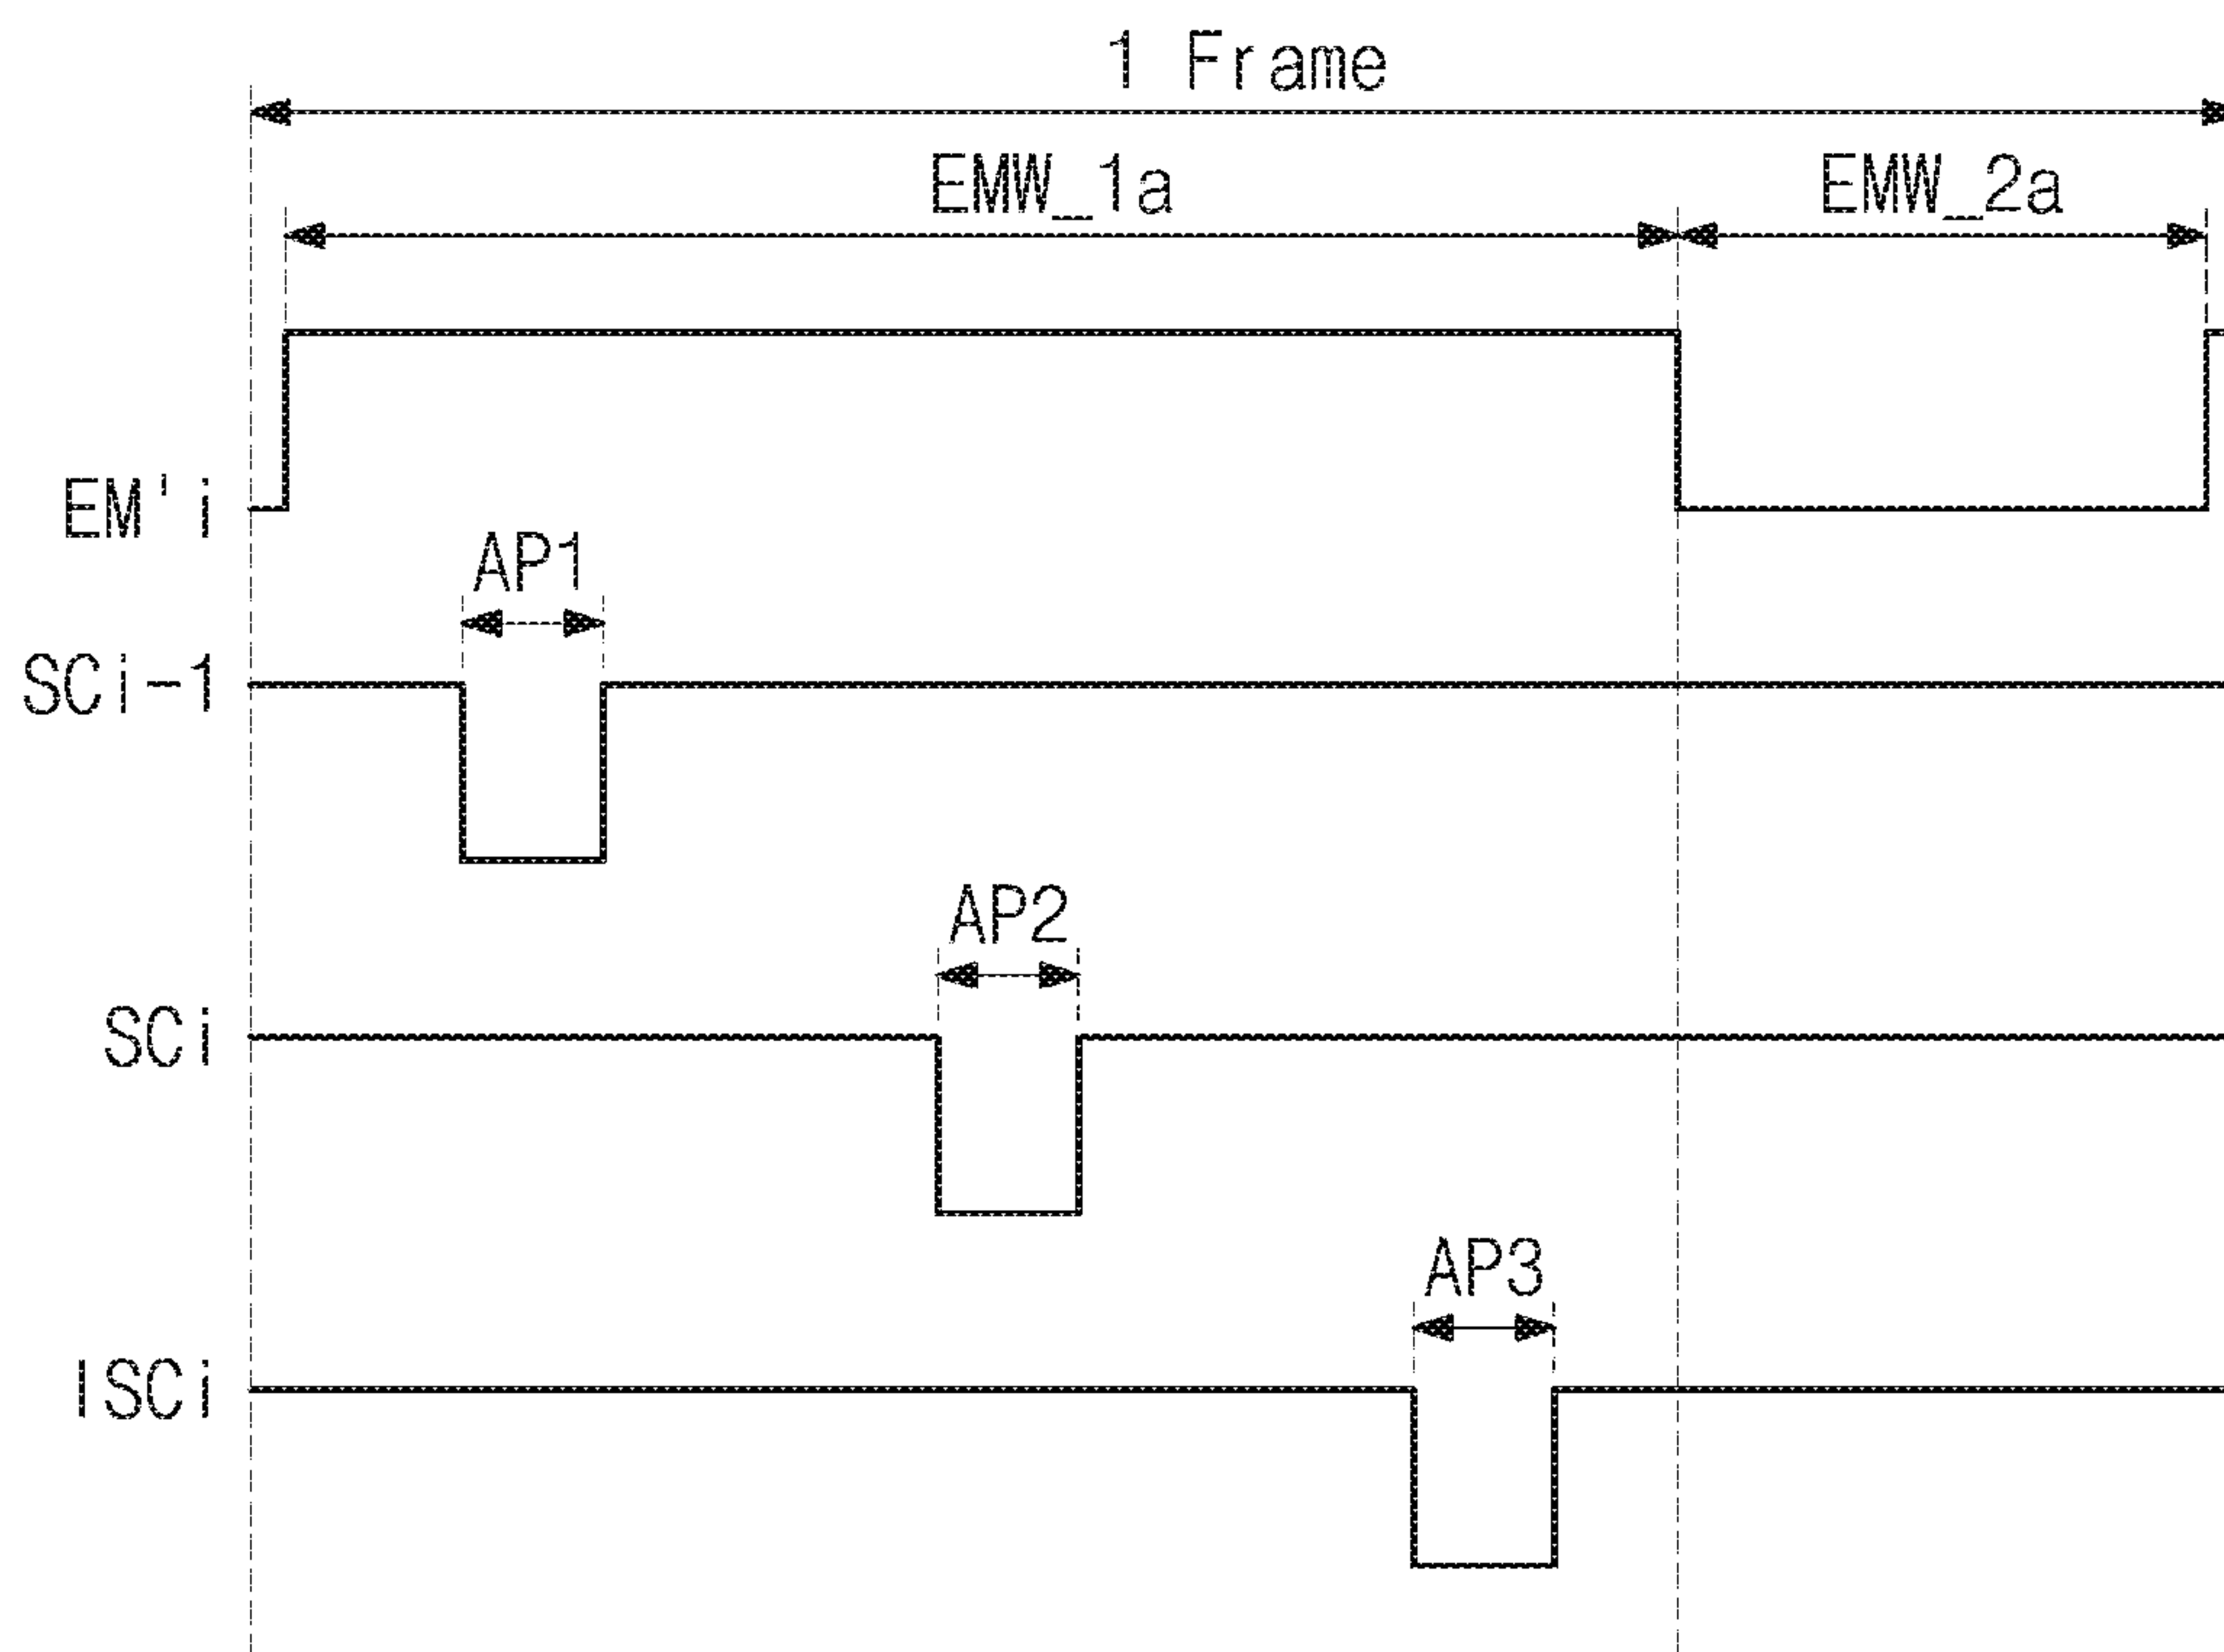 1 Frame
EMW_1a
EMW_2a
EM'i
AP1
SCi-1
AP2
SCi
AP3
ISCi